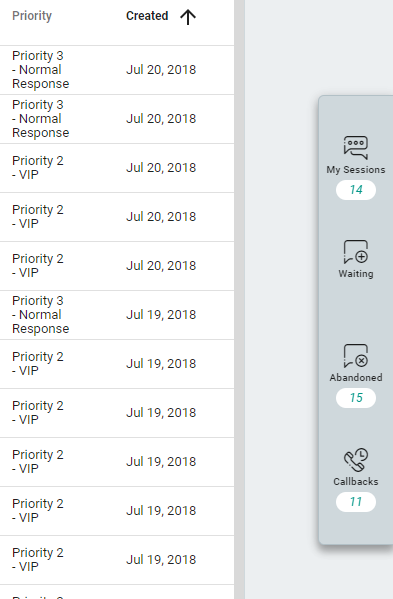 Priority
Created
Priority 3
- Normal
Response
Jul 20, 2018
Priority 3
- Normal
Response
Jul 20, 2018
Priority 2
- VIP
Jul 20, 2018
Priority 2
- VIP
Jul 20, 2018
Priority 2
- VIP
Jul 20, 2018
Priority 3
- Normal
Response
Jul 19, 2018
Priority 2
- VIP
Jul 19, 2018
Priority 2
- VIP
Jul 19, 2018
Priority 2
- VIP
Jul 19, 2018
Priority 2
- VIP
Jul 19, 2018
Priority 2
- VIP
Jul 19, 2018
My Sessions
14
Waiting
Abandoned
15
Callbacks
11